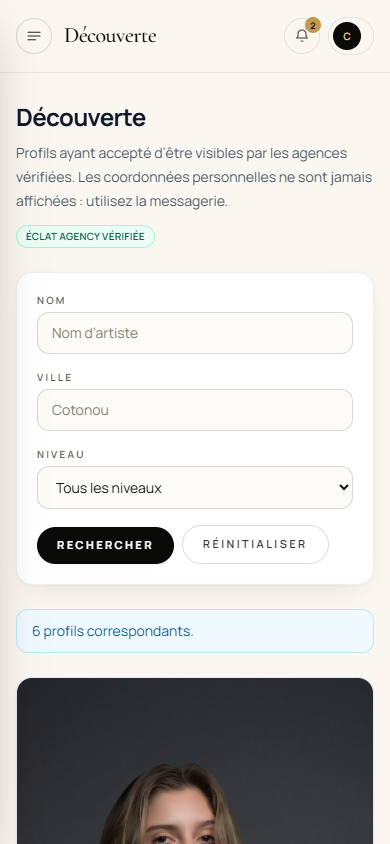 Découverte
2
C
Découverte
Profils ayant accepté d'être visibles par les agences
vérifiées. Les coordonnées personnelles ne sont jamais
affichées : utilisez la messagerie.
ÉCLAT AGENCY VÉRIFIÉE
NOM
Nom d'artiste
VILLE
Cotonou
NIVEAU
Tous les niveaux
RECHERCHER
RÉINITIALISER
6 profils correspondants.